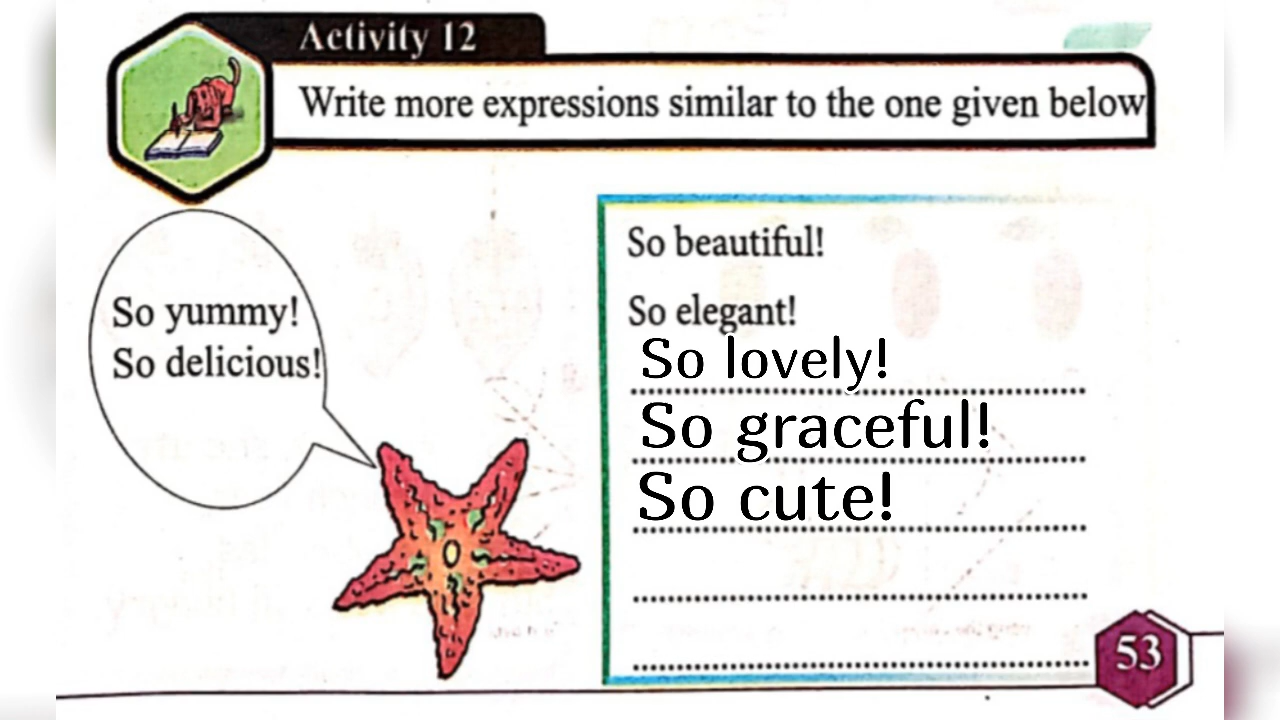 Activity 12
Write more expressions similar to the one given below
So yummy!
So delicious!
So beautiful!
So elegant!
So lovely!
So graceful!
So cute!
53